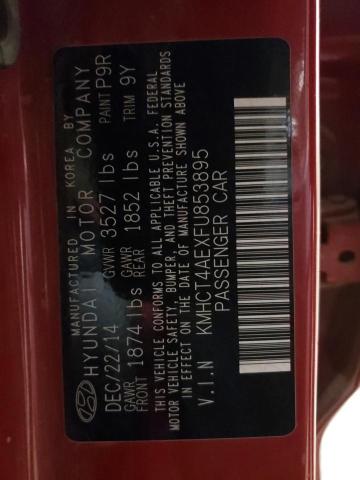 MANUFACTURED IN KOREA BY
HYUNDAI MOTOR COMPANY
DEC/22/14 GVWR 3527 lbs PAINT P9R
GAWR FRONT 1874 lbs GAWR REAR 1852 lbs TRIM 9Y
THIS VEHICLE CONFORMS TO ALL APPLICABLE U.S.A. FEDERAL
MOTOR VEHICLE SAFETY, BUMPER, AND THEFT PREVENTION STANDARDS
IN EFFECT ON THE DATE OF MANUFACTURE SHOWN ABOVE
V.I.N KMHCT4AEXFU853895
PASSENGER CAR